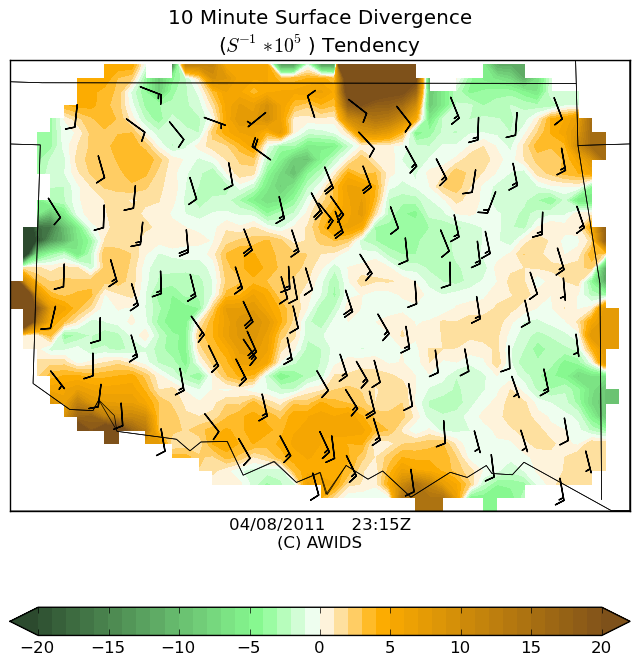 10 Minute Surface Divergence
(S⁻¹ * 10⁵ ) Tendency
04/08/2011 23:15Z
(C) AWIDS
−20 −15 −10 −5 0 5 10 15 20